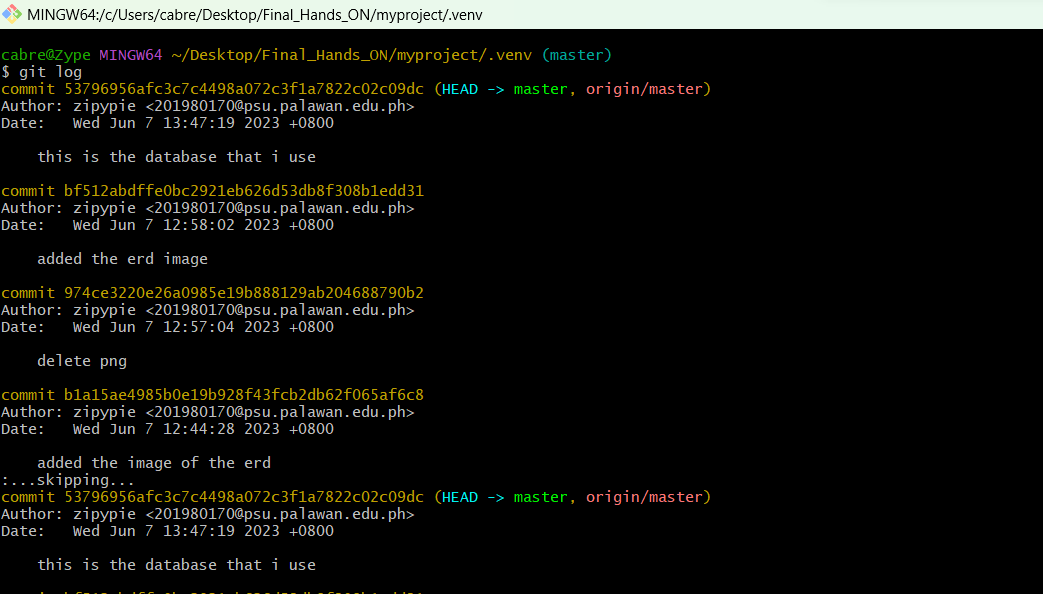 MINGW64:/c/Users/cabre/Desktop/Final_Hands_ON/myproject/.venv
cabre@Zype MINGW64 ~/Desktop/Final_Hands_ON/myproject/.venv (master)
$ git log
commit 53796956afc3c7c4498a072c3f1a7822c02c09dc (HEAD -> master, origin/master)
Author: zipypie <201980170@psu.palawan.edu.ph>
Date:   Wed Jun 7 13:47:19 2023 +0800
    this is the database that i use
commit bf512abdffe0bc2921eb626d53db8f308b1edd31
Author: zipypie <201980170@psu.palawan.edu.ph>
Date:   Wed Jun 7 12:58:02 2023 +0800
    added the erd image
commit 974ce3220e26a0985e19b888129ab204688790b2
Author: zipypie <201980170@psu.palawan.edu.ph>
Date:   Wed Jun 7 12:57:04 2023 +0800
    delete png
commit b1a15ae4985b0e19b928f43fcb2db62f065af6c8
Author: zipypie <201980170@psu.palawan.edu.ph>
Date:   Wed Jun 7 12:44:28 2023 +0800
    added the image of the erd
:...skipping...
commit 53796956afc3c7c4498a072c3f1a7822c02c09dc (HEAD -> master, origin/master)
Author: zipypie <201980170@psu.palawan.edu.ph>
Date:   Wed Jun 7 13:47:19 2023 +0800
    this is the database that i use